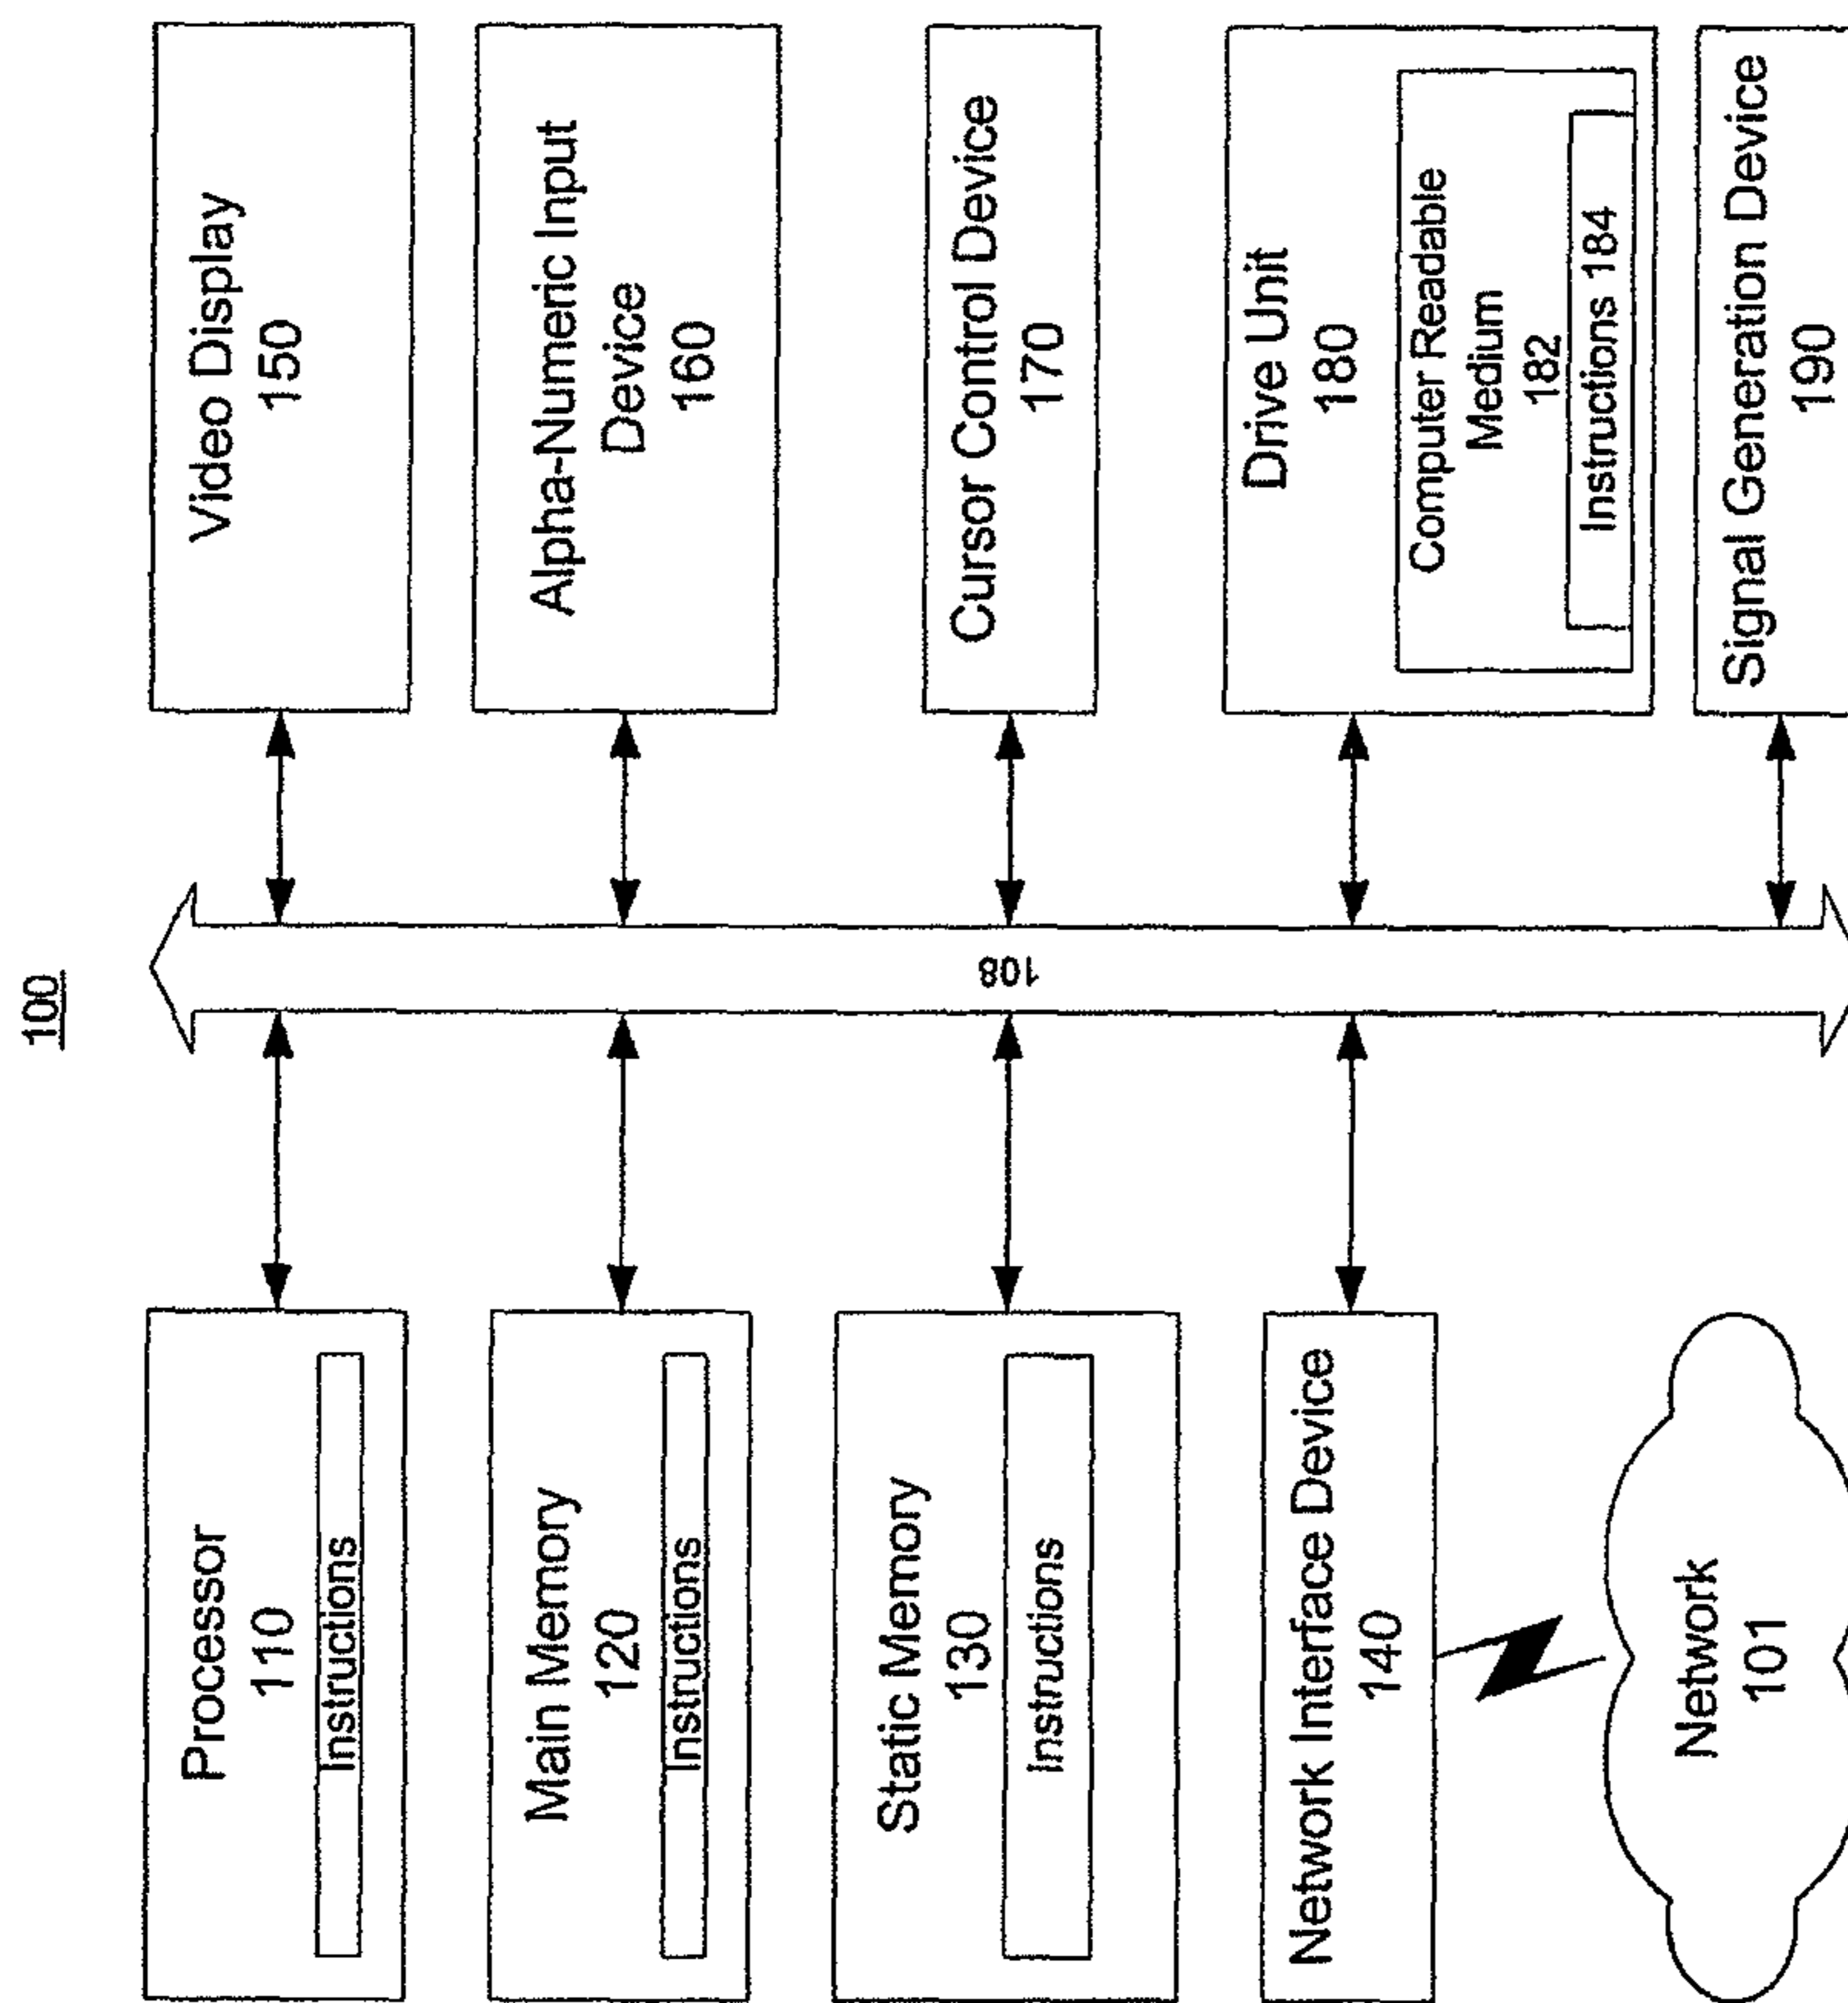 100
Processor
110
Instructions
Main Memory
120
Instructions
Static Memory
130
Instructions
Network Interface Device
140
Network
101
108
Video Display
150
Alpha-Numeric Input
Device
160
Cursor Control Device
170
Drive Unit
180
Computer Readable
Medium
182
Instructions 184
Signal Generation Device
190